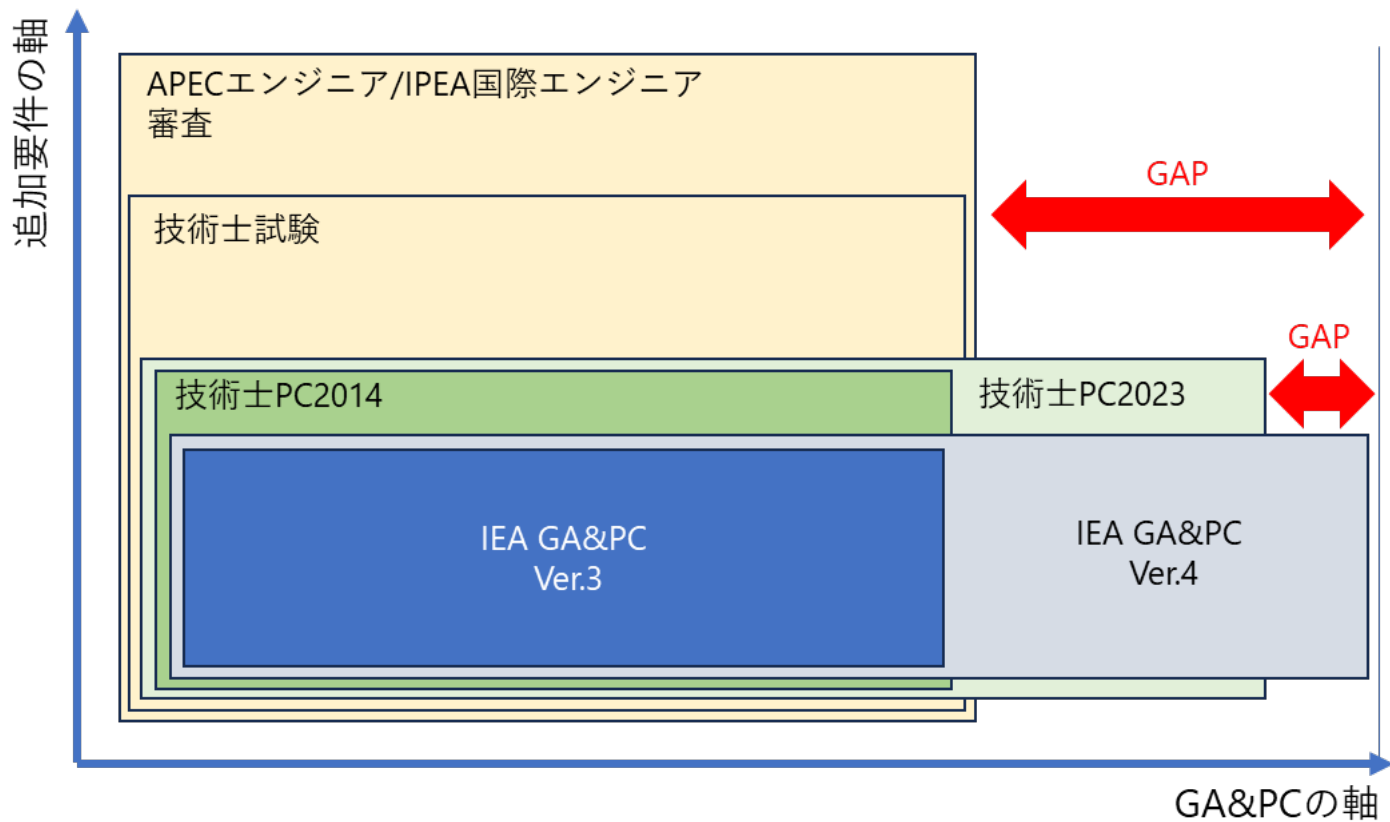 追加要件の軸
APECエンジニア/IPEA国際エンジニア
審査
GAP
技術士試験
GAP
技術士PC2014
技術士PC2023
IEA GA&PC
Ver.3
IEA GA&PC
Ver.4
GA&PCの軸